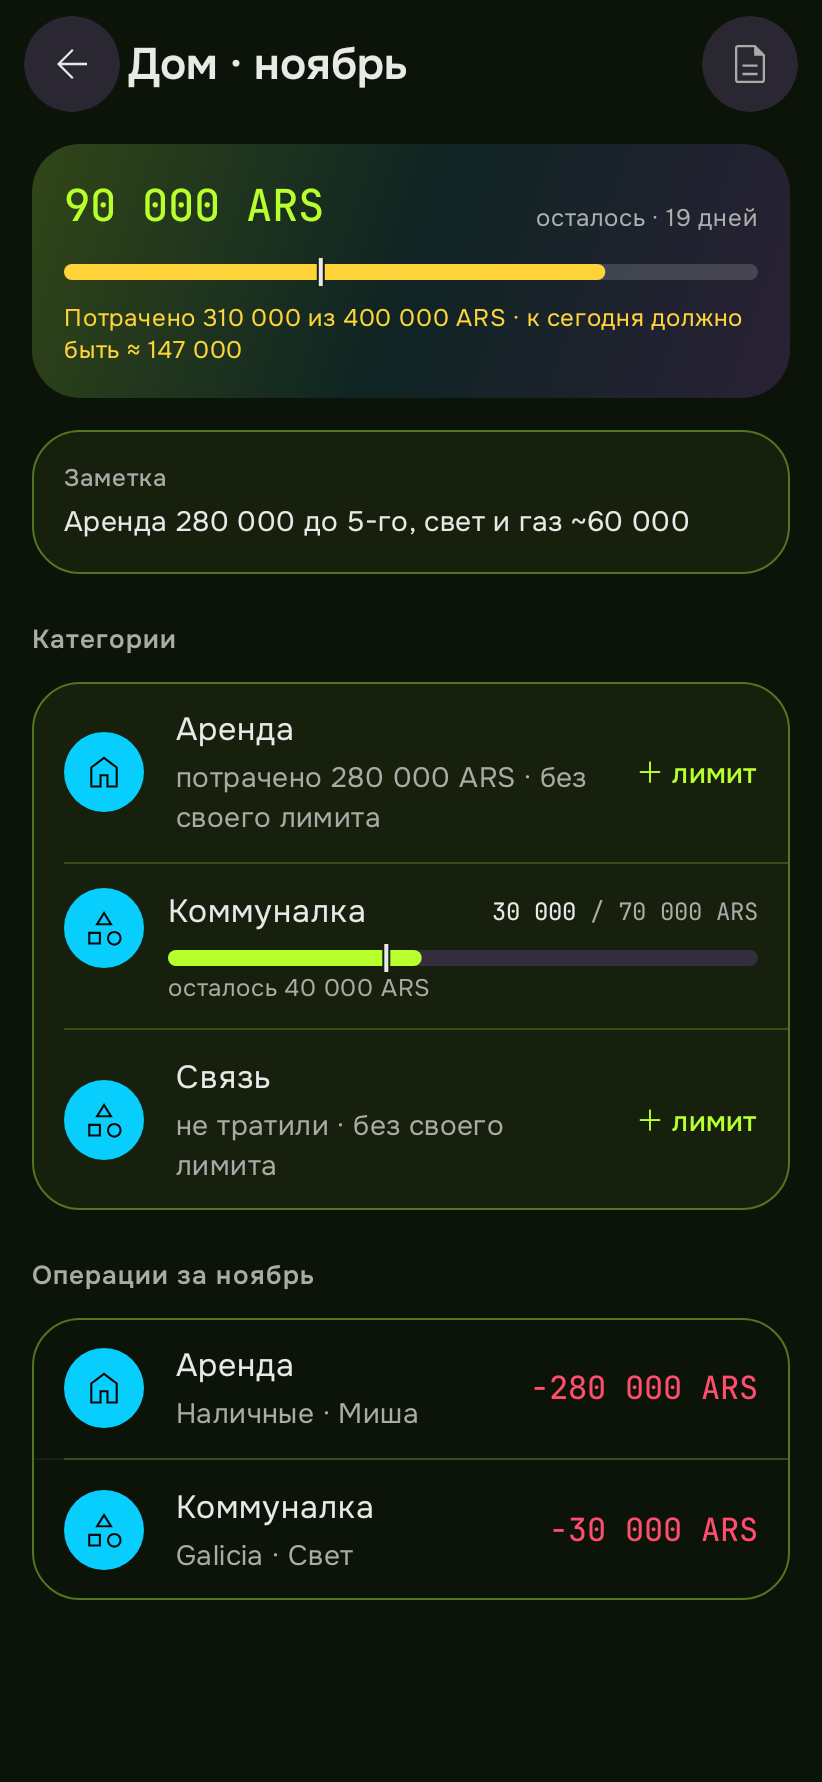 Дом · ноябрь
90 000 ARS
осталось · 19 дней
Потрачено 310 000 из 400 000 ARS · к сегодня должно
быть ≈ 147 000
Заметка
Аренда 280 000 до 5-го, свет и газ ~60 000
Категории
Аренда
потрачено 280 000 ARS · без
своего лимита
+ лимит
Коммуналка
30 000 / 70 000 ARS
осталось 40 000 ARS
Связь
не тратили · без своего
лимита
+ лимит
Операции за ноябрь
Аренда
Наличные · Миша
-280 000 ARS
Коммуналка
Galicia · Свет
-30 000 ARS